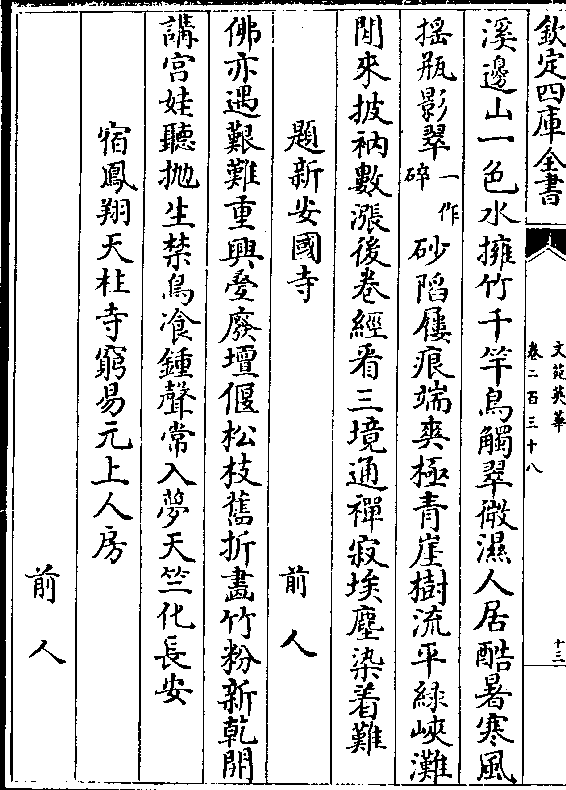 欽定四庫全書
文苑英華
卷二百三十八
十三
溪邊山一色水擁竹千竿鳥觸翠微濕人居酷暑寒風
搖瓶影翠一作碎砂陷屨痕端爽極青崖樹流平綠峽灘
閒來披衲數漲後卷經看三境通禪寂埃塵染着難
題新安國寺 前人
佛亦遇艱難重興叠廢壇偃松枝舊折畫竹粉新乾開
講宮娃聽拋生禁鳥飡鍾聲常入夢天竺化長安
宿鳳翔天柱寺窮易元上人房
前人